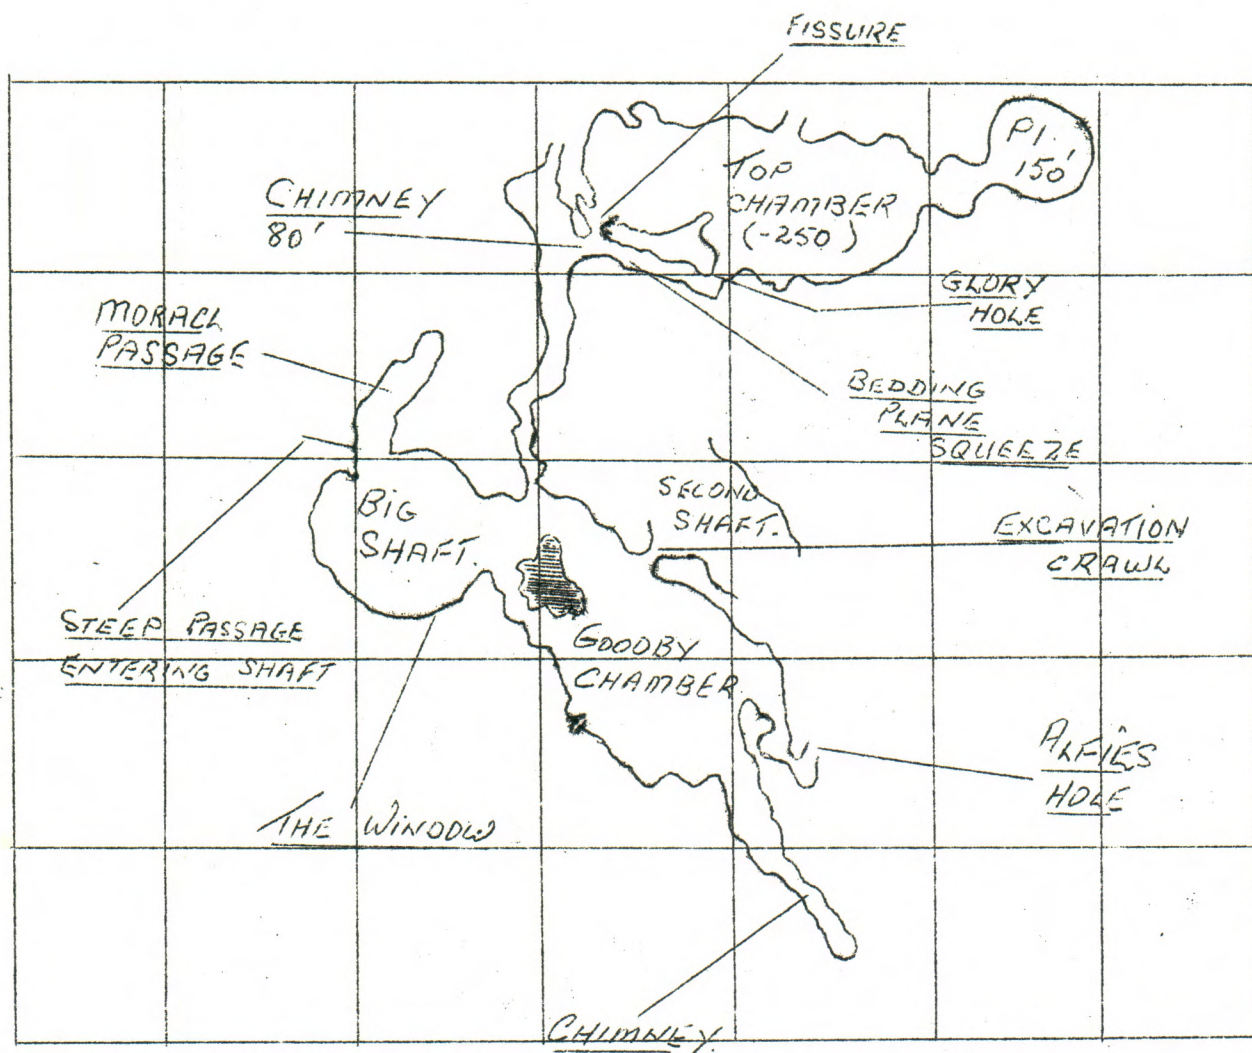 FISSURE
P1.
150'
TOP
CHAMBER
(-250)
CHIMNEY
80'
GLORY
HOLE
MORACL
PASSAGE
BEDDING
PLANE
SQUEEZE
BIG
SHAFT.
SECOND
SHAFT.
EXCAVATION
CRAWL
STEEP PASSAGE
ENTERING SHAFT
GOODBY
CHAMBER
ALFIES
HOLE
THE WINDOW
CHIMNEY.